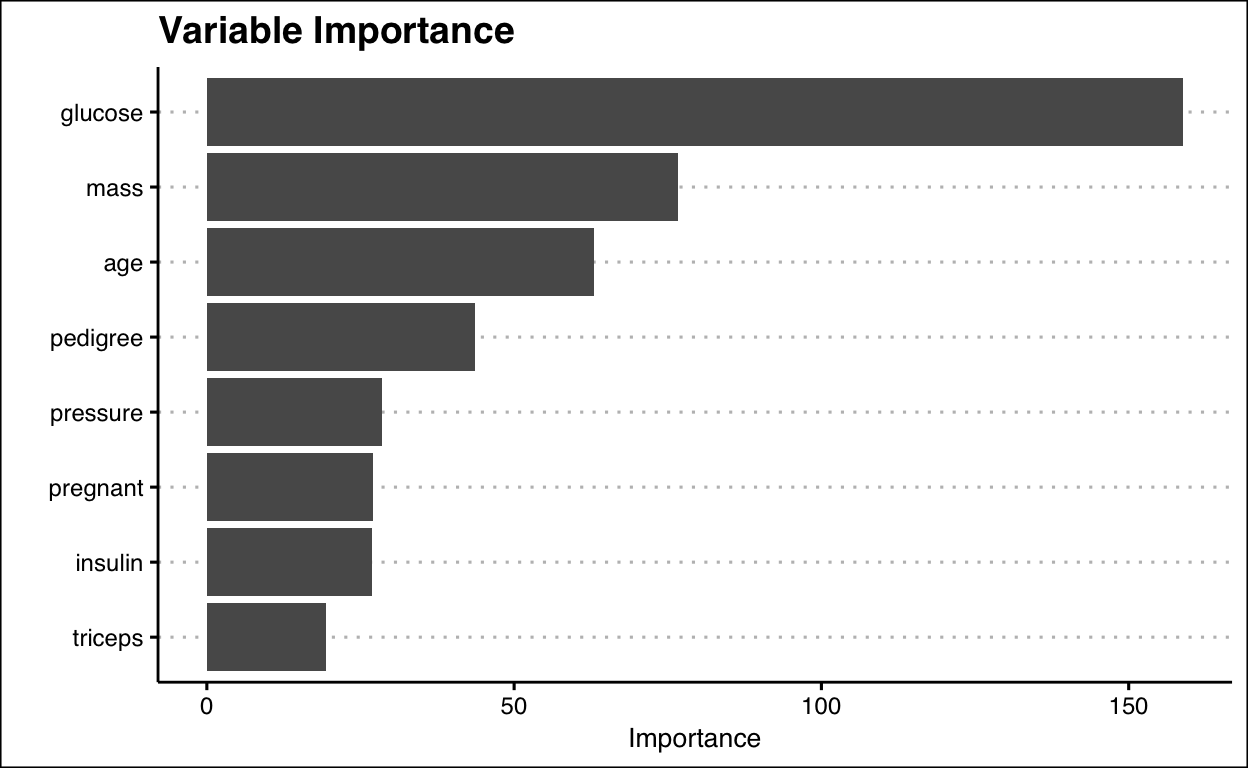 Variable Importance
glucose
mass
age
pedigree
pressure
pregnant
insulin
triceps
0 50 100 150
Importance